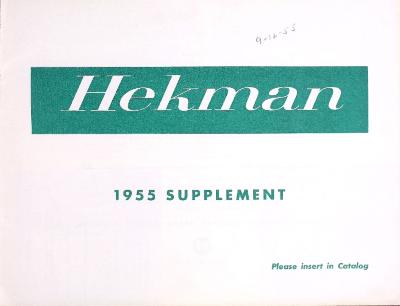 9-16-55
Hekman
1955 SUPPLEMENT
Please insert in Catalog